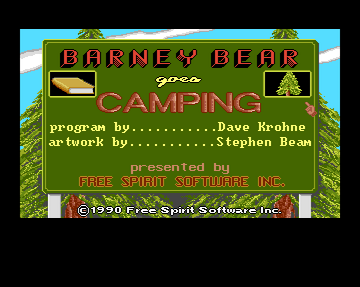 BARNEY BEAR
goes
CAMPING
program by...........Dave Krohne
artwork by...........Stephen Beam
presented by
FREE SPIRIT SOFTWARE INC.
©1990 Free Spirit Software Inc.